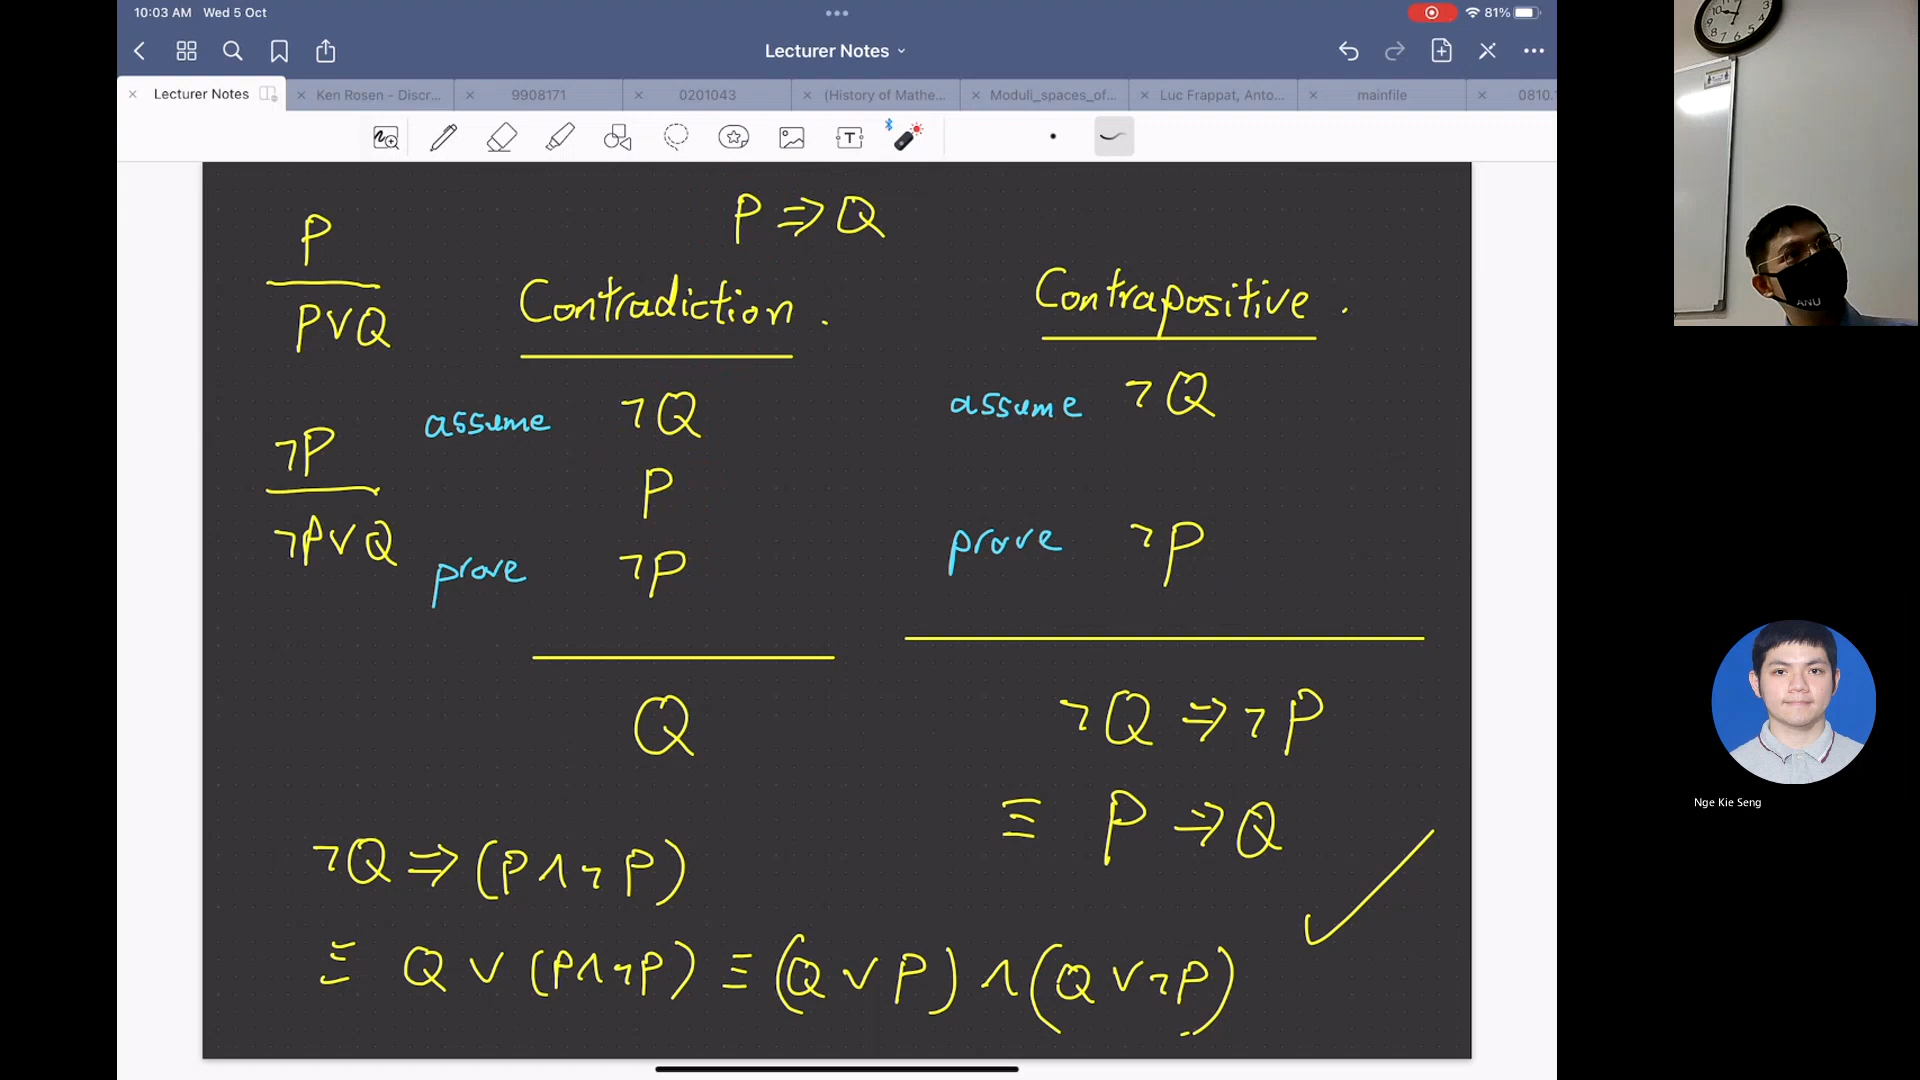 10:03 AM Wed 5 Oct
81%
Lecturer Notes
Lecturer Notes
Ken Rosen - Discr...
9908171
0201043
(History of Mathe...
Moduli_spaces_of...
Luc Frappat, Anto...
mainfile
0810.
P ⇒ Q
P
P∨Q
¬P
¬P∨Q
Contradiction.
assume ¬Q
P
prove ¬P
Q
Contrapositive.
assume ¬Q
prove ¬P
¬Q ⇒ ¬P
≡ P ⇒ Q
¬Q ⇒ (P∧¬P)
≡ Q ∨ (P∧¬P) ≡ (Q ∨ P) ∧ (Q ∨ ¬P)
ANU
Nge Kie Seng